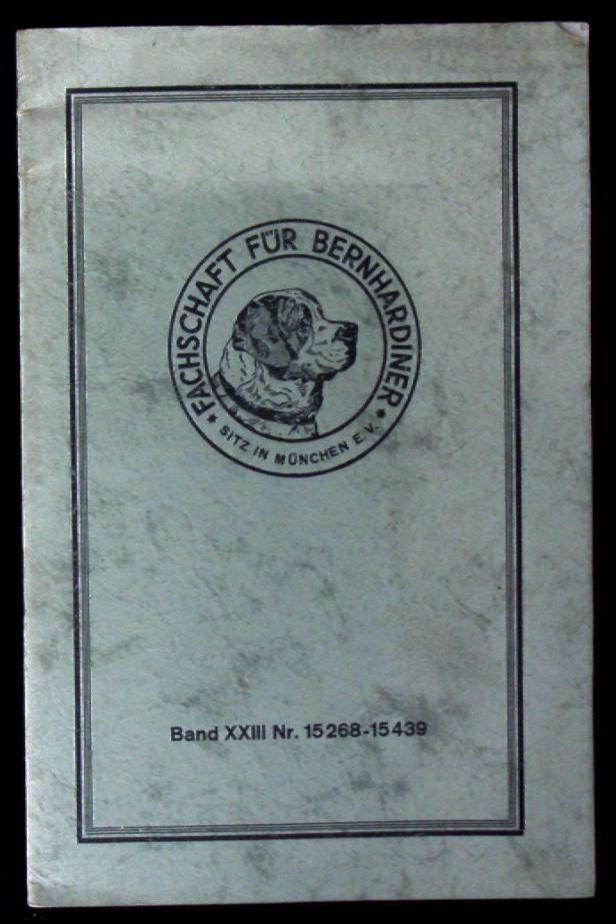 ★ FACHSCHAFT FÜR BERNHARDINER ★
SITZ IN MÜNCHEN E.V.
Band XXIII Nr. 15268-15439